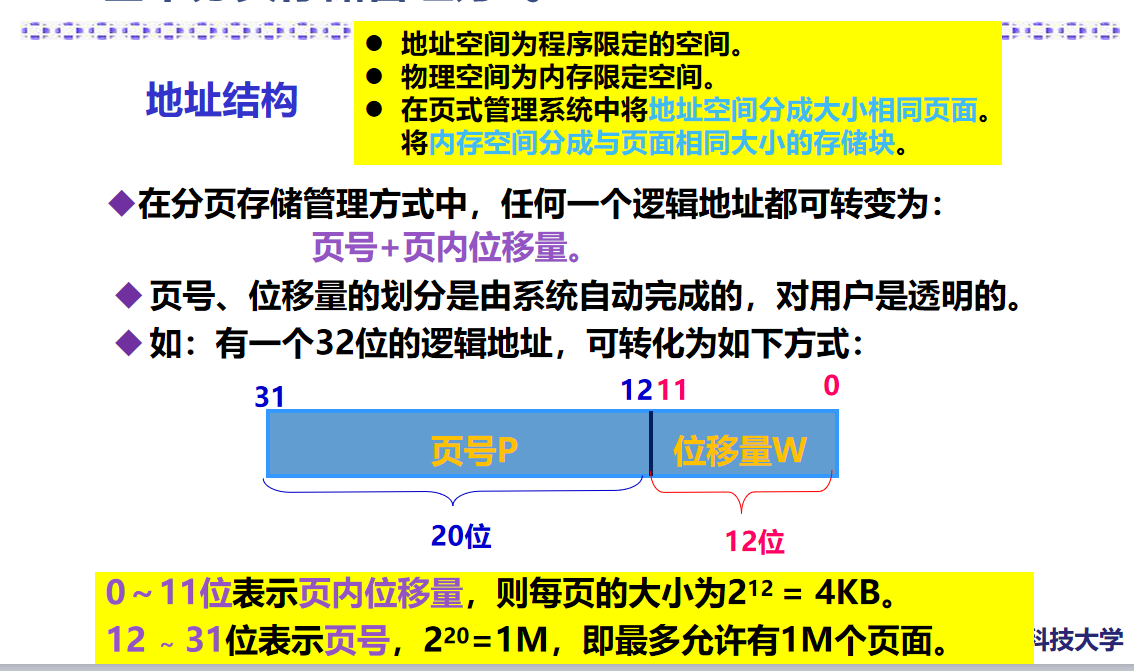 地址结构
● 地址空间为程序限定的空间。
● 物理空间为内存限定空间。
● 在页式管理系统中将地址空间分成大小相同页面。
将内存空间分成与页面相同大小的存储块。
◆在分页存储管理方式中，任何一个逻辑地址都可转变为：
页号+页内位移量。
◆ 页号、位移量的划分是由系统自动完成的，对用户是透明的。
◆ 如：有一个32位的逻辑地址，可转化为如下方式：
31 12 11 0
页号P 位移量W
20位 12位
0～11位表示页内位移量，则每页的大小为2¹² = 4KB。
12 ~ 31位表示页号，2²⁰=1M，即最多允许有1M个页面。
科技大学